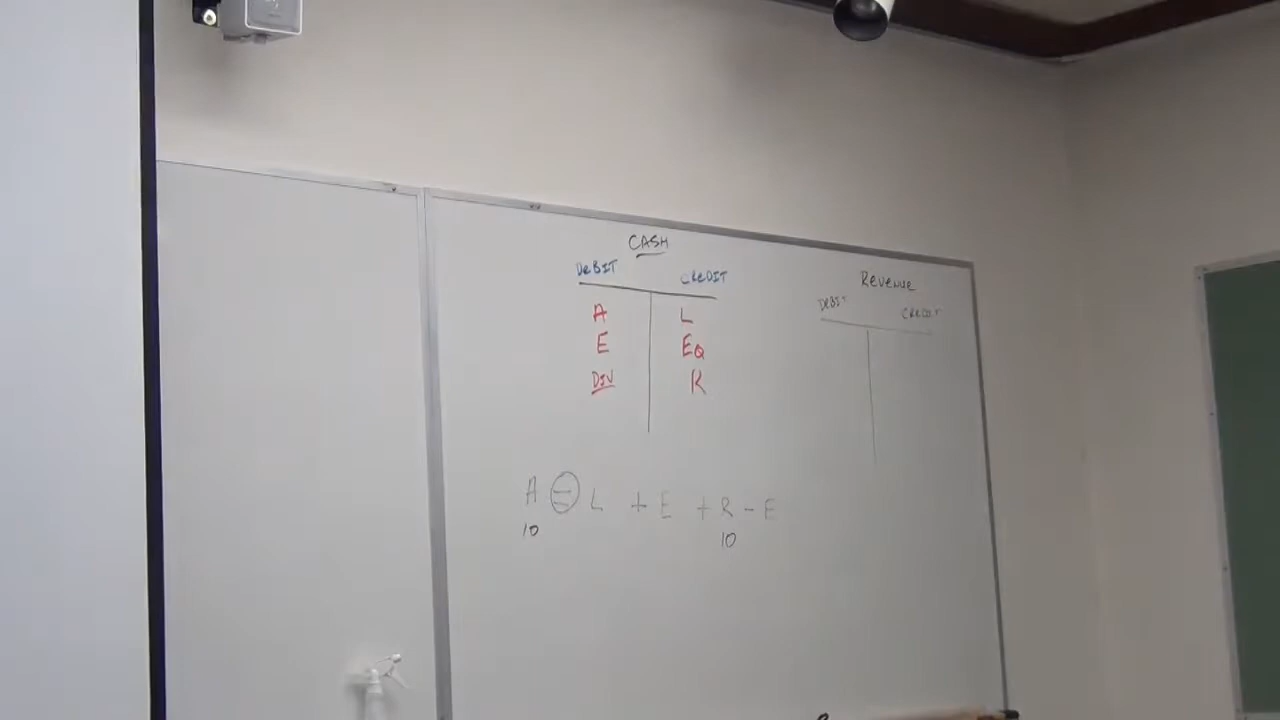 CASH
DeBIT CReDIT
A L
E EQ
DIV R
Revenue
DeBIT CReDIT
A = L + E + R - E
10 10